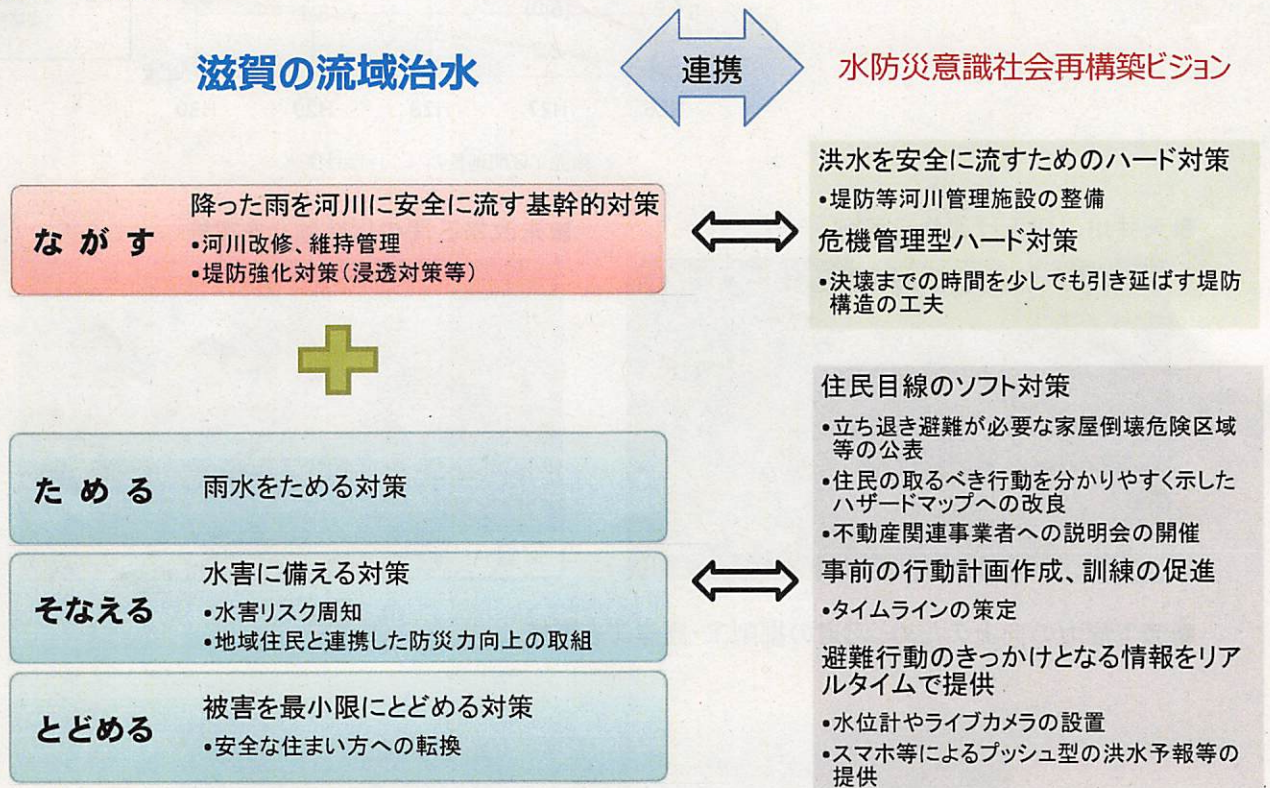 滋賀の流域治水
連携
水防災意識社会再構築ビジョン
ながす
降った雨を河川に安全に流す基幹的対策
•河川改修、維持管理
•堤防強化対策(浸透対策等)
洪水を安全に流すためのハード対策
•堤防等河川管理施設の整備
危機管理型ハード対策
•決壊までの時間を少しでも引き延ばす堤防
構造の工夫
ためる
雨水をためる対策
そなえる
水害に備える対策
•水害リスク周知
•地域住民と連携した防災力向上の取組
とどめる
被害を最小限にとどめる対策
•安全な住まい方への転換
住民目線のソフト対策
•立ち退き避難が必要な家屋倒壊危険区域
等の公表
•住民の取るべき行動を分かりやすく示した
ハザードマップへの改良
•不動産関連事業者への説明会の開催
事前の行動計画作成、訓練の促進
•タイムラインの策定
避難行動のきっかけとなる情報をリア
ルタイムで提供
•水位計やライブカメラの設置
•スマホ等によるプッシュ型の洪水予報等の
提供